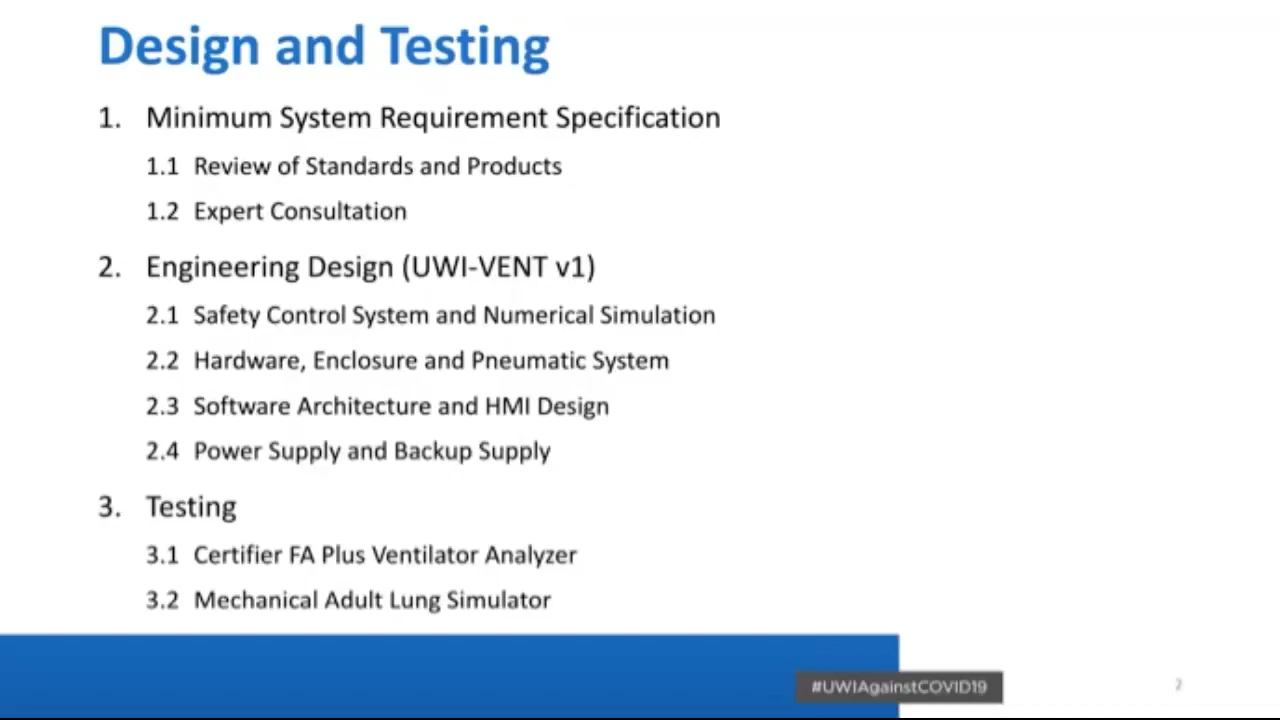 Design and Testing
1. Minimum System Requirement Specification
1.1 Review of Standards and Products
1.2 Expert Consultation
2. Engineering Design (UWI-VENT v1)
2.1 Safety Control System and Numerical Simulation
2.2 Hardware, Enclosure and Pneumatic System
2.3 Software Architecture and HMI Design
2.4 Power Supply and Backup Supply
3. Testing
3.1 Certifier FA Plus Ventilator Analyzer
3.2 Mechanical Adult Lung Simulator
#UWIAgainstCOVID19
2